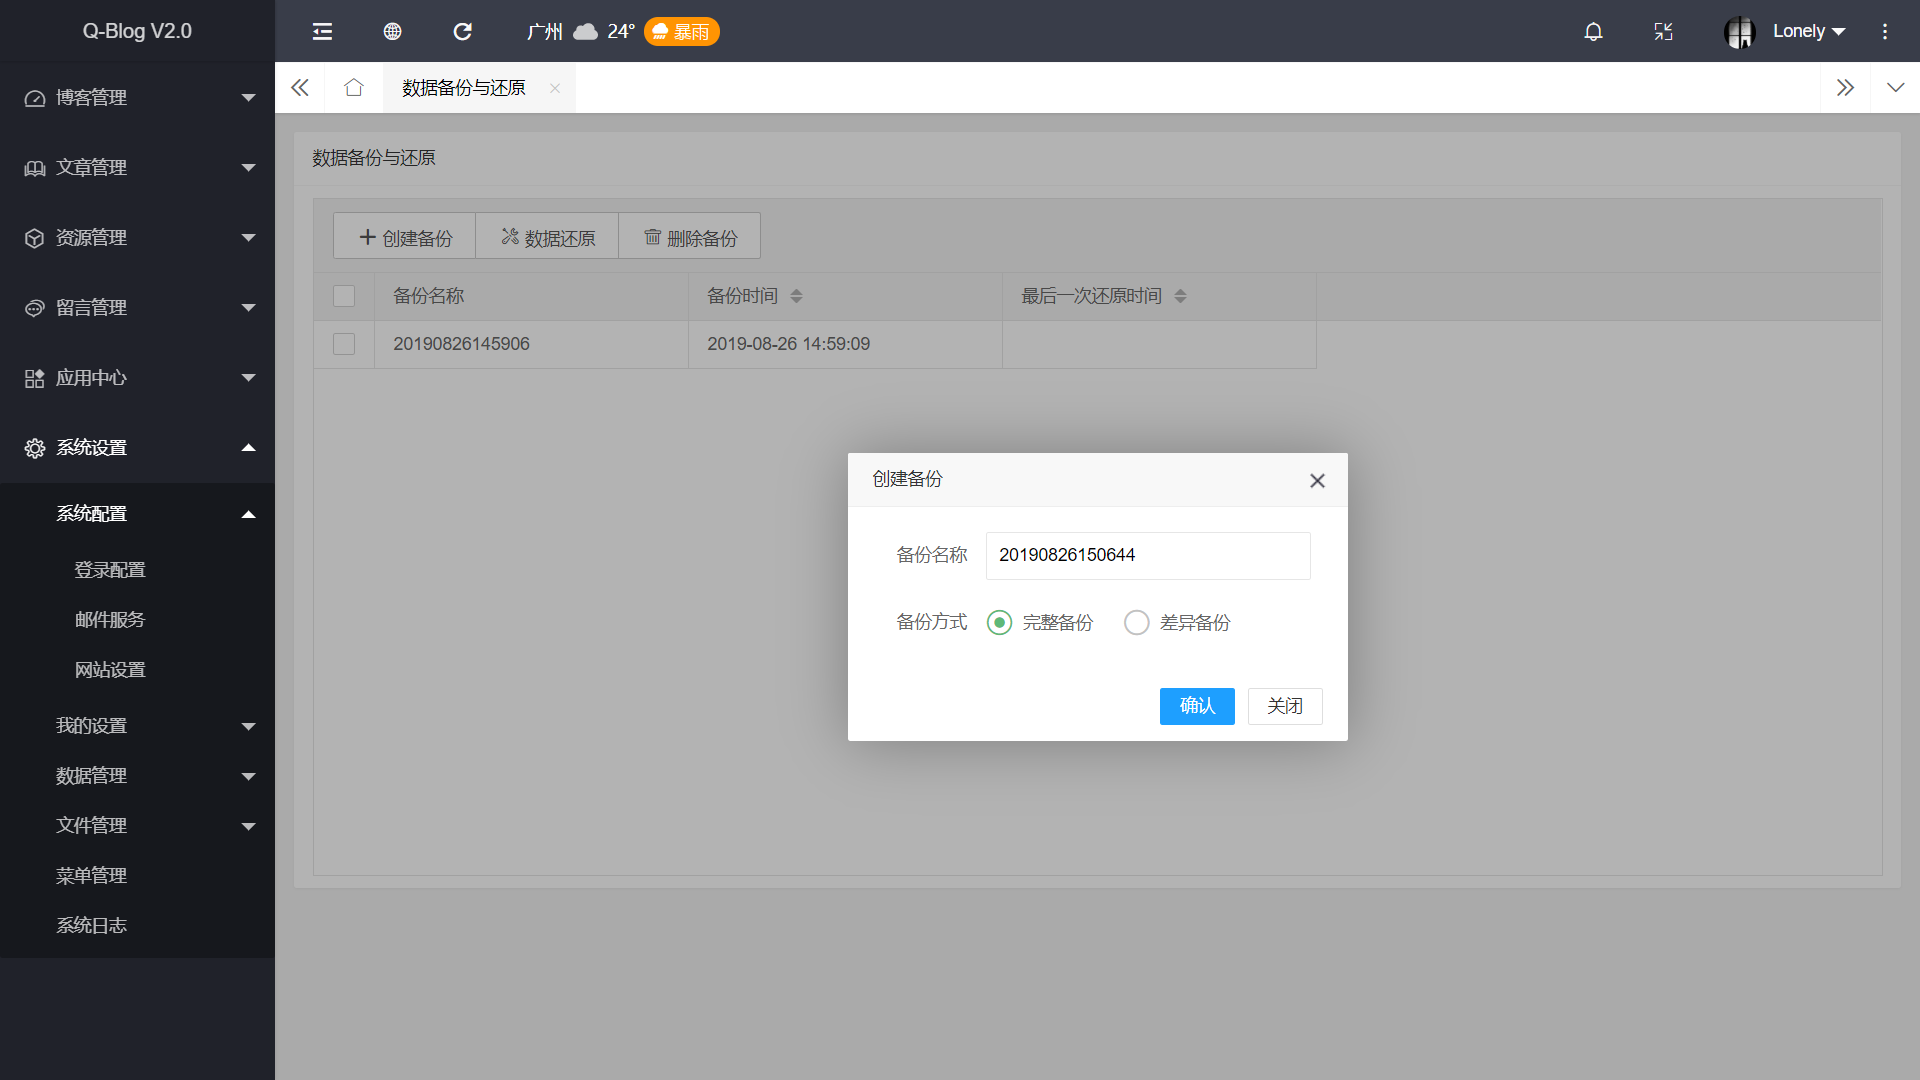 Q-Blog V2.0
广州 24° 暴雨
Lonely
博客管理
文章管理
资源管理
留言管理
应用中心
系统设置
系统配置
登录配置
邮件服务
网站设置
我的设置
数据管理
文件管理
菜单管理
系统日志
数据备份与还原
数据备份与还原
创建备份 数据还原 删除备份
备份名称 备份时间 最后一次还原时间
20190826145906 2019-08-26 14:59:09
创建备份
备份名称 20190826150644
备份方式 完整备份 差异备份
确认 关闭